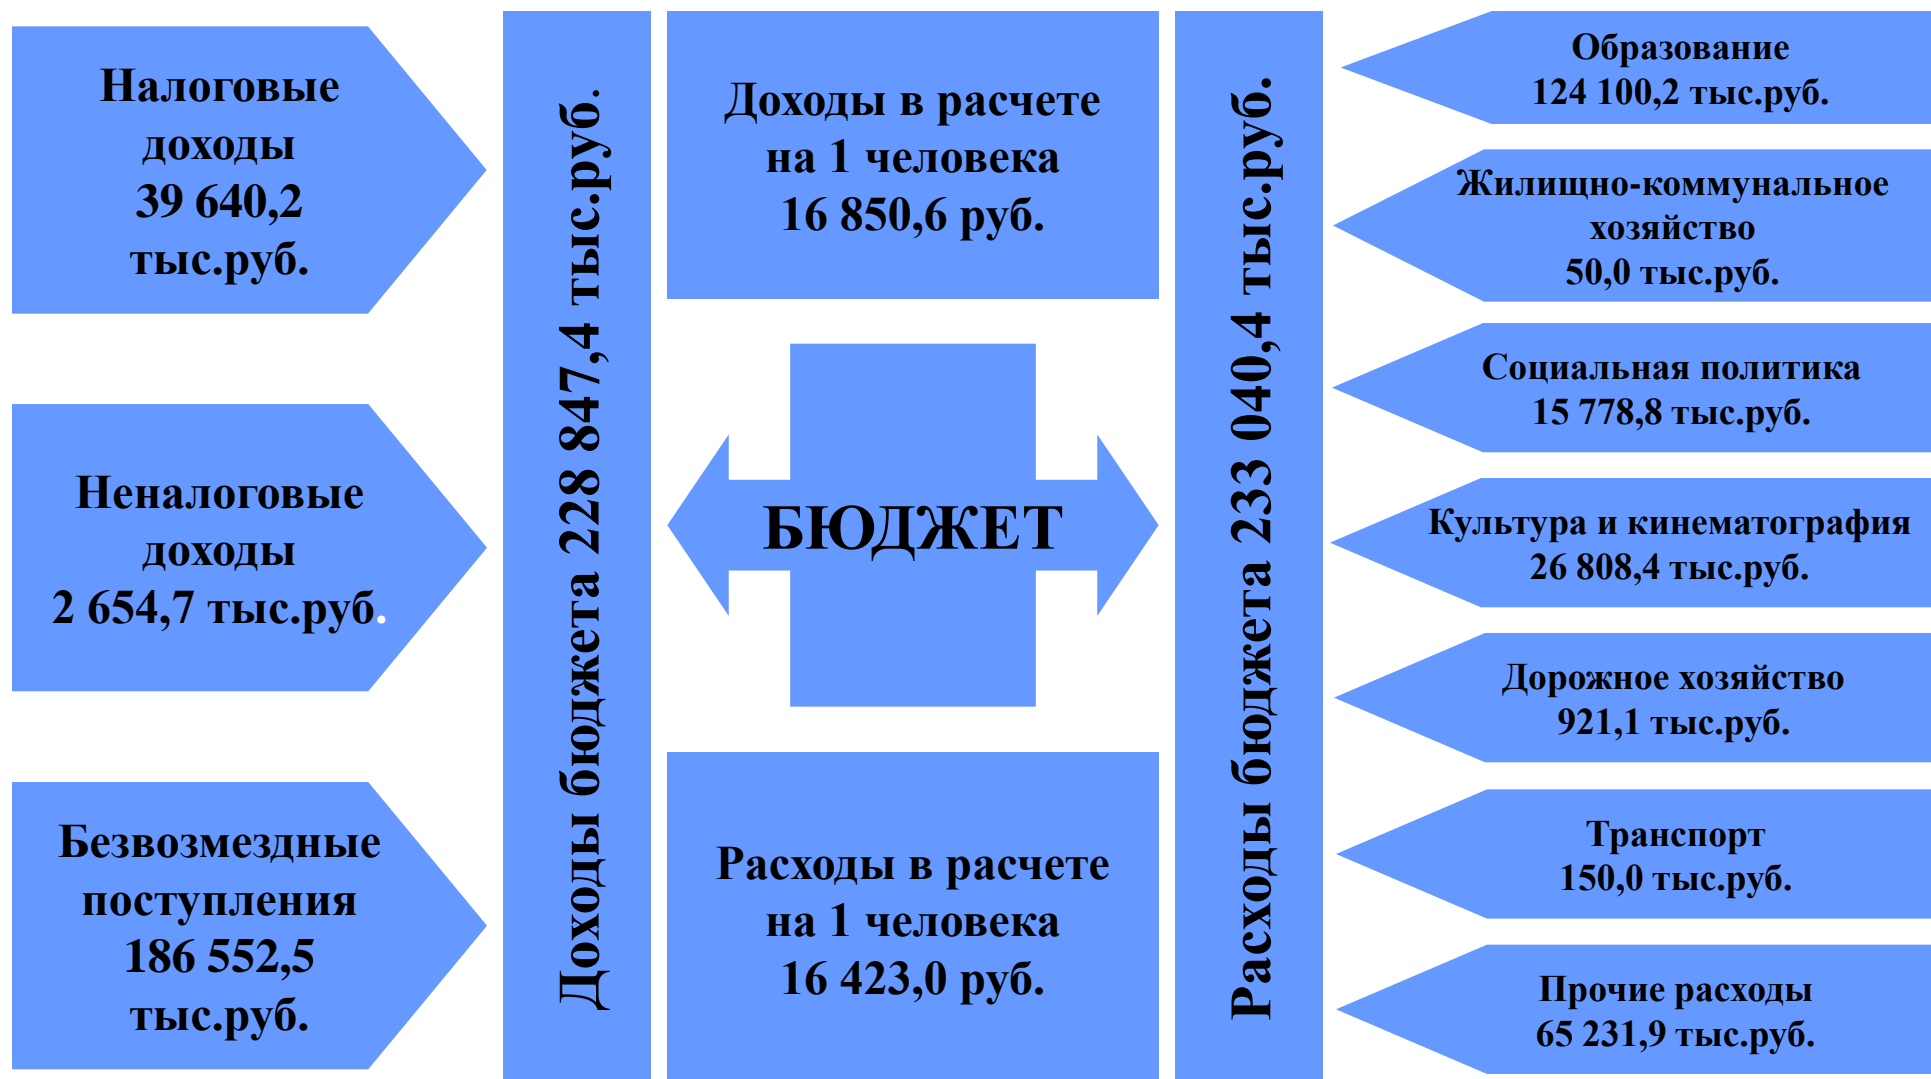 Налоговые
доходы
39 640,2
тыс.руб.
Неналоговые
доходы
2 654,7 тыс.руб.
Безвозмездные
поступления
186 552,5
тыс.руб.
Доходы бюджета 228 847,4 тыс.руб.
Доходы в расчете
на 1 человека
16 850,6 руб.
БЮДЖЕТ
Расходы в расчете
на 1 человека
16 423,0 руб.
Расходы бюджета 233 040,4 тыс.руб.
Образование
124 100,2 тыс.руб.
Жилищно-коммунальное
хозяйство
50,0 тыс.руб.
Социальная политика
15 778,8 тыс.руб.
Культура и кинематография
26 808,4 тыс.руб.
Дорожное хозяйство
921,1 тыс.руб.
Транспорт
150,0 тыс.руб.
Прочие расходы
65 231,9 тыс.руб.